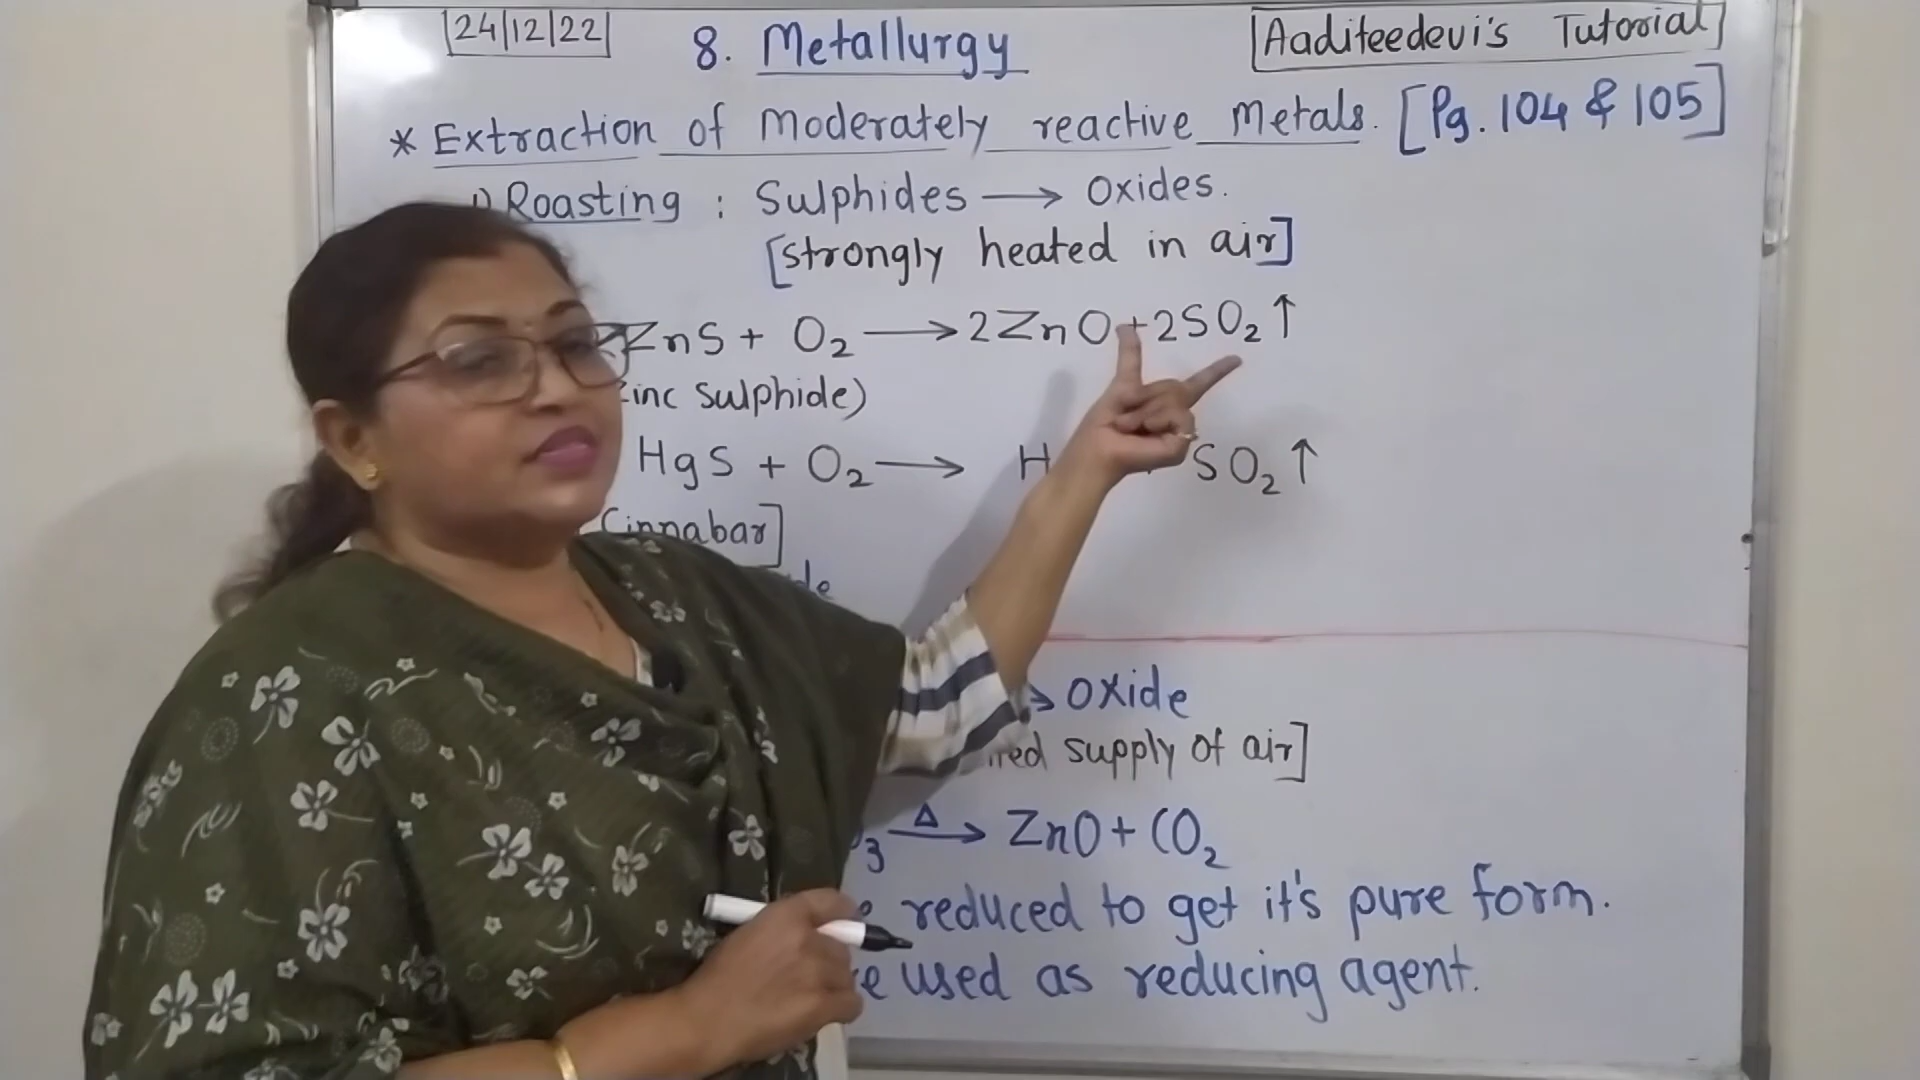 24/12/22
8. Metallurgy
Aaditeedevi's Tutorial
* Extraction of Moderately reactive Metals. [Pg. 104 & 105]
Roasting : Sulphides → Oxides.
[strongly heated in air]
ZnS + O₂ → 2ZnO + 2SO₂ ↑
sulphide)
HgS + O₂ → SO₂ ↑
Cinnabar]
→ Oxide
supply of air]
Δ→ ZnO + CO₂
reduced to get it's pure form.
used as reducing agent.